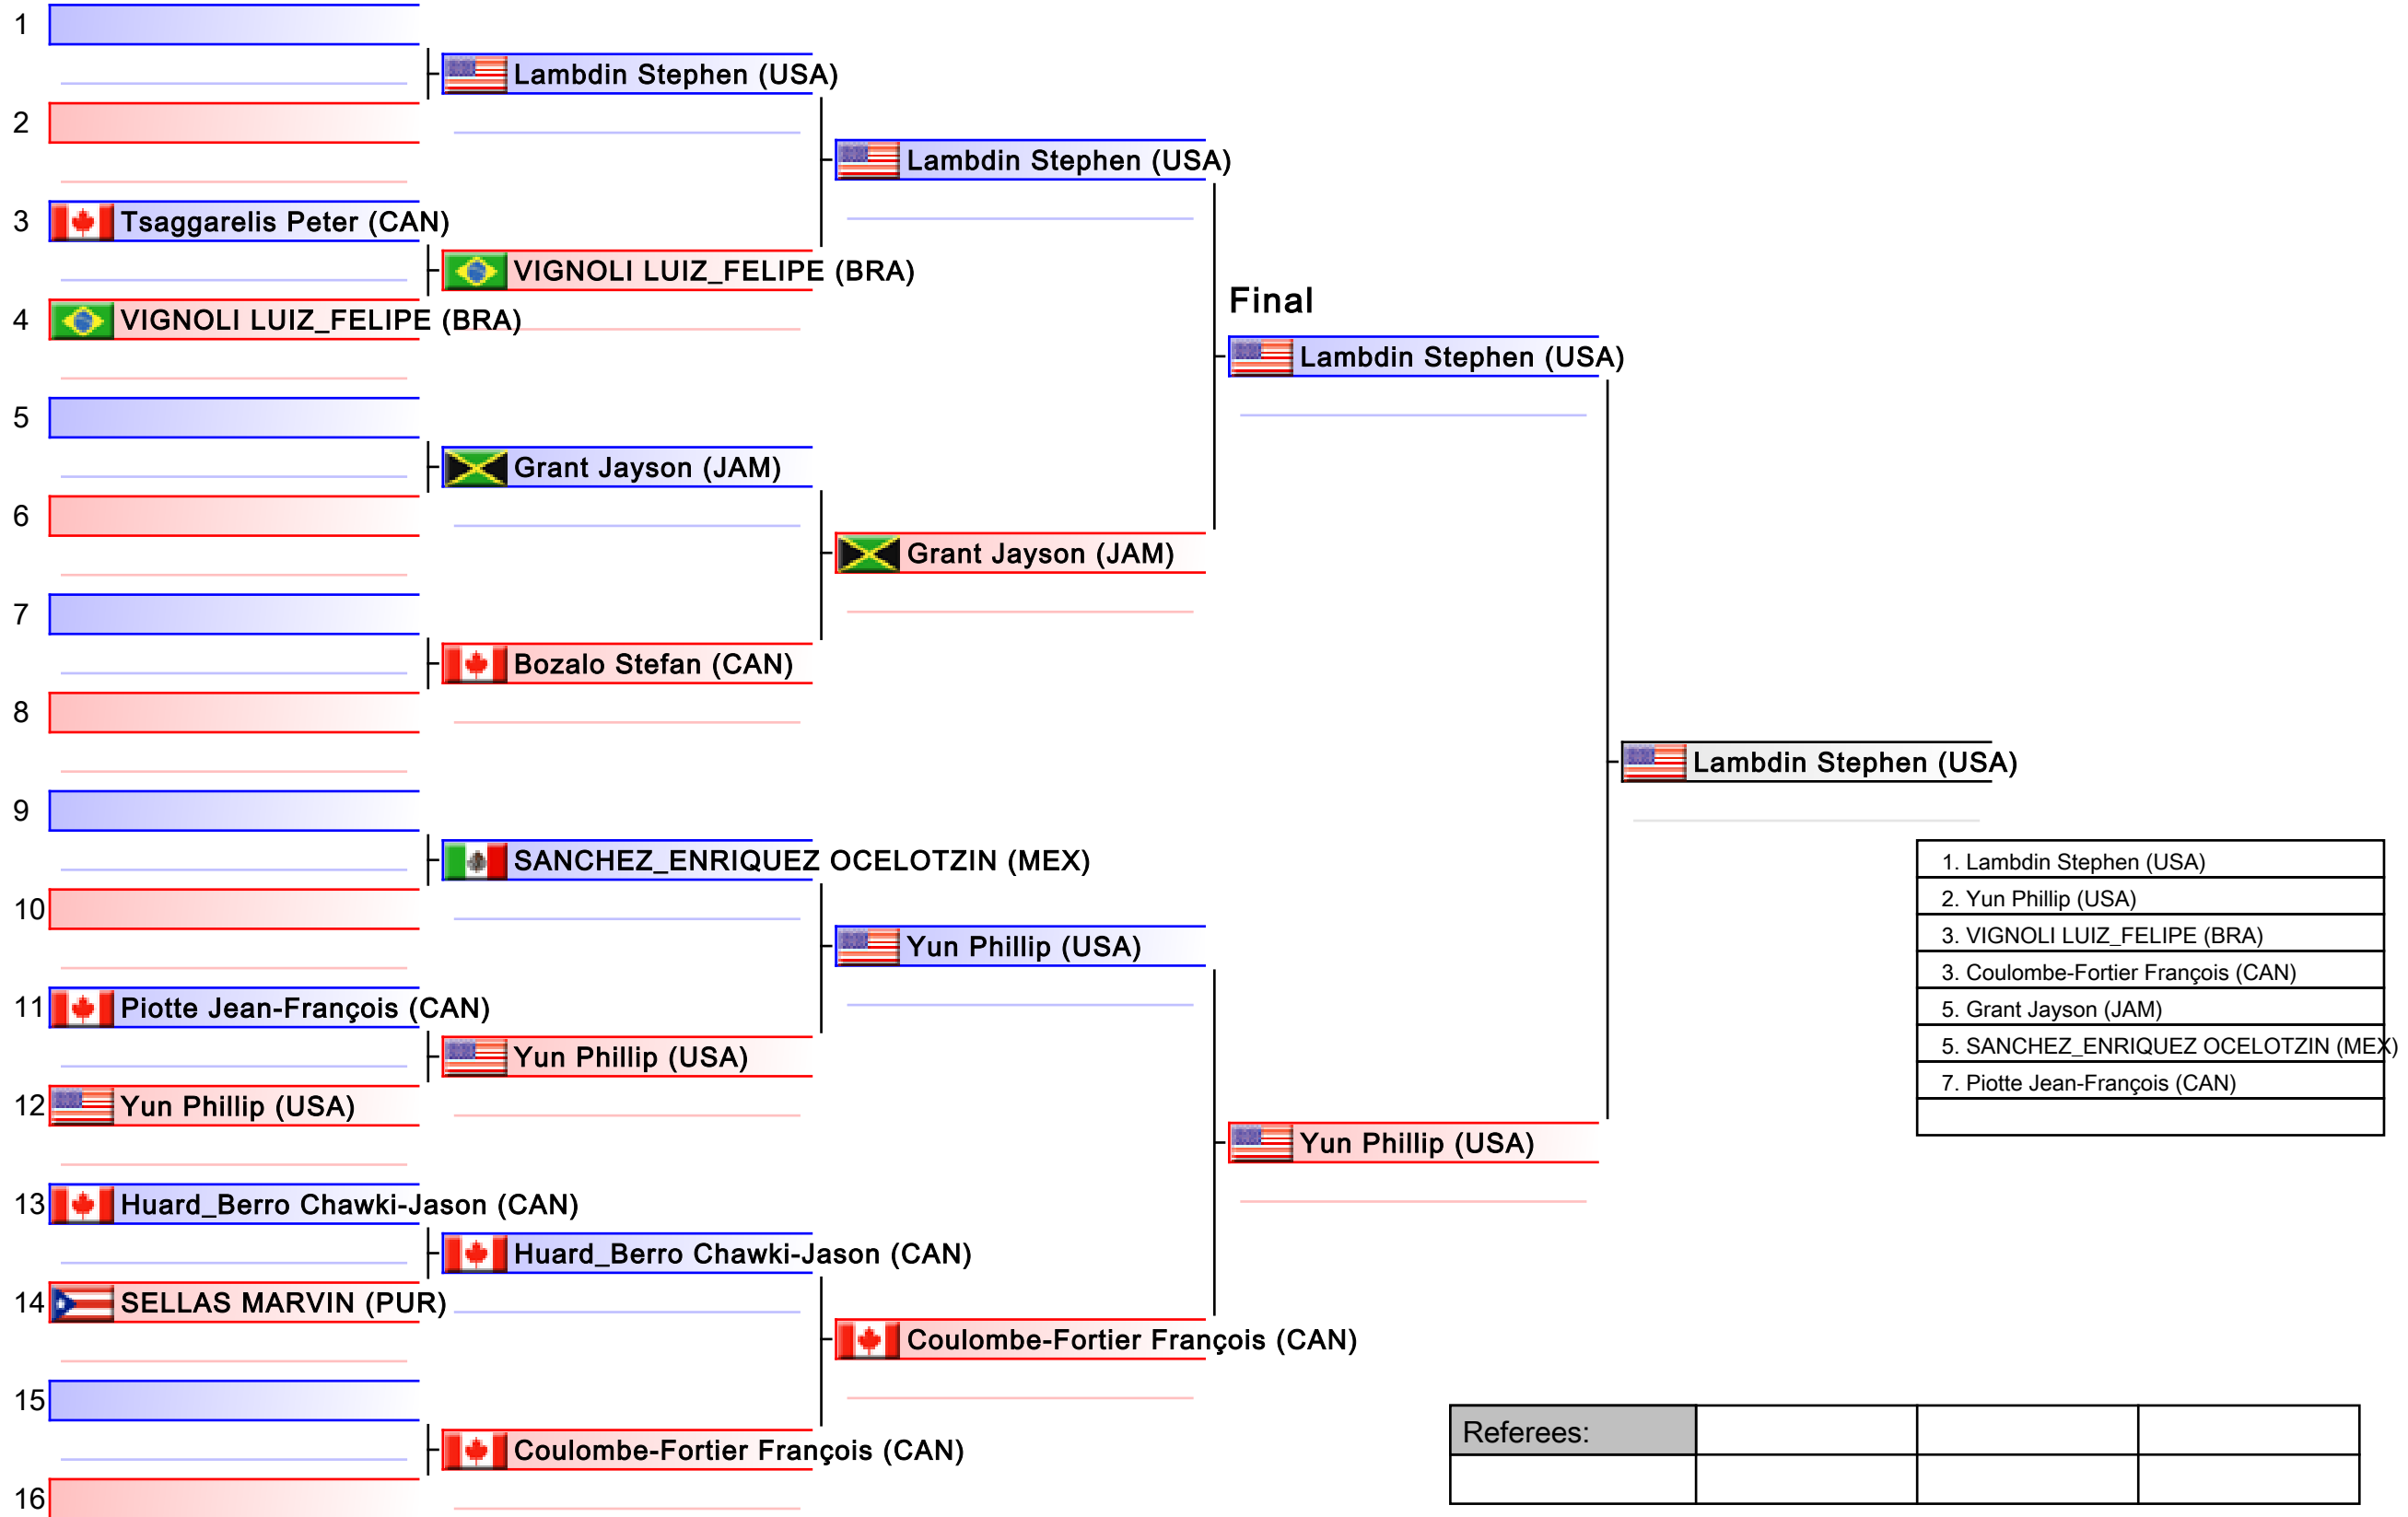 1
Lambdin Stephen (USA)
2
Lambdin Stephen (USA)
3 Tsaggarelis Peter (CAN)
VIGNOLI LUIZ_FELIPE (BRA)
Final
4 VIGNOLI LUIZ_FELIPE (BRA)
Lambdin Stephen (USA)
5
Grant Jayson (JAM)
6
Grant Jayson (JAM)
7
Bozalo Stefan (CAN)
8
Lambdin Stephen (USA)
9
SANCHEZ_ENRIQUEZ OCELOTZIN (MEX)
1. Lambdin Stephen (USA)
2. Yun Phillip (USA)
10
3. VIGNOLI LUIZ_FELIPE (BRA)
Yun Phillip (USA)
3. Coulombe-Fortier François (CAN)
11 Piotte Jean-François (CAN)
5. Grant Jayson (JAM)
Yun Phillip (USA)
5. SANCHEZ_ENRIQUEZ OCELOTZIN (MEX)
7. Piotte Jean-François (CAN)
12 Yun Phillip (USA)
Yun Phillip (USA)
13 Huard_Berro Chawki-Jason (CAN)
Huard_Berro Chawki-Jason (CAN)
14 SELLAS MARVIN (PUR)
Coulombe-Fortier François (CAN)
15
Referees:
Coulombe-Fortier François (CAN)
16